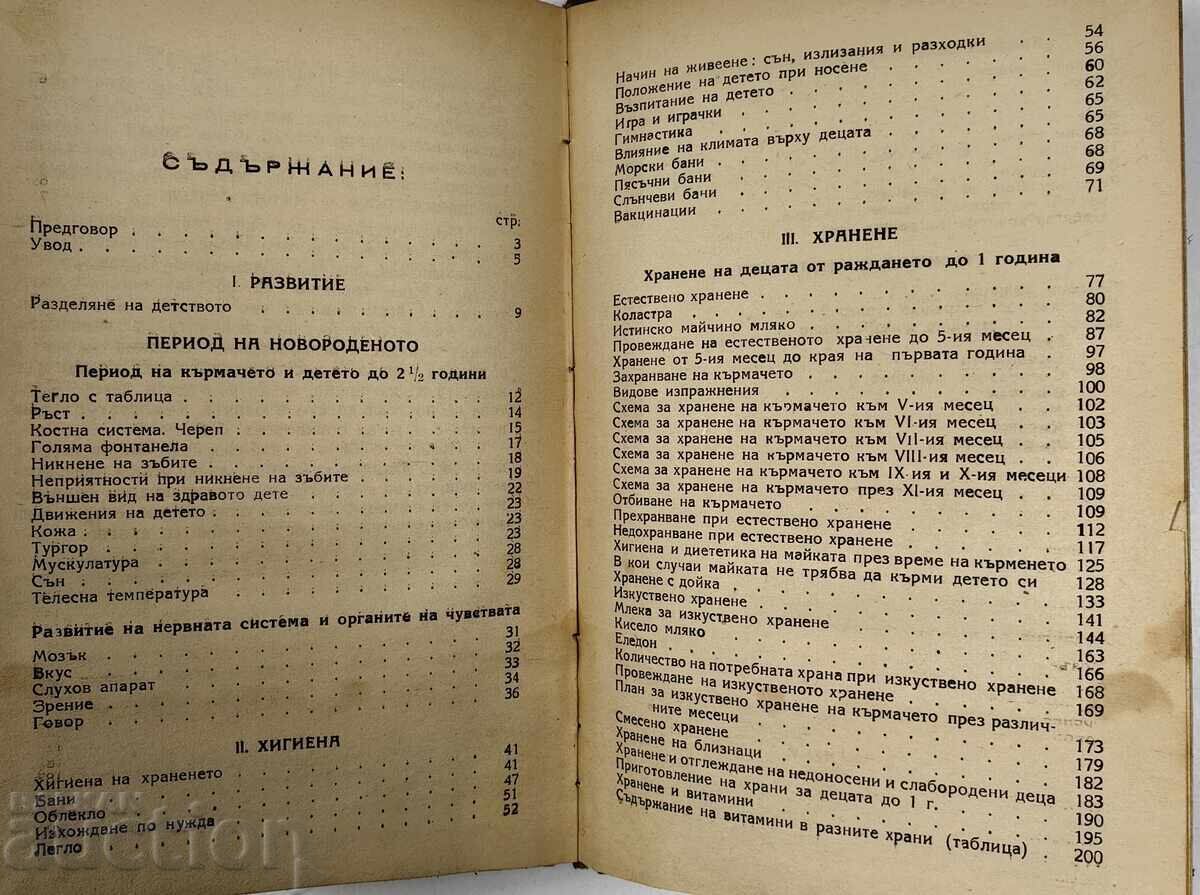 СЪДЪРЖАНИЕ:
стр.
Предговор . . . . . . . . . . . . 3
Увод . . . . . . . . . . . . 5
I. РАЗВИТИЕ
Разделяне на детството . . . . . . . . 9
ПЕРИОД НА НОВОРОДЕНОТО
Период на кърмачето и детето до 2 1/2 години
Тегло с таблица . . . . . . . . 12
Ръст . . . . . . . . 14
Костна система. Череп . . . . . . . . 15
Голяма фонтанела . . . . . . . . 17
Никнене на зъбите . . . . . . . . 18
Неприятности при никнене на зъбите . . . . . 19
Външен вид на здравото дете . . . . . . 22
Движения на детето . . . . . . . . 23
Кожа . . . . . . . . 23
Тургор . . . . . . . . 23
Мускулатура . . . . . . . . 28
Сън . . . . . . . . 28
Телесна температура . . . . . . . . 29
Развитие на нервната система и органите на чувствата
Мозък . . . . . . . . 31
Вкус . . . . . . . . 32
Слухов апарат . . . . . . . . 33
Зрение . . . . . . . . 34
Говор . . . . . . . . 36
II. ХИГИЕНА
Хигиена на храненето . . . . . . . . 41
Бани . . . . . . . . 41
Облекло . . . . . . . . 47
Изхождане по нужда . . . . . . . . 51
Легло . . . . . . . . 52
Начин на живеене: сън, излизания и разходки . . 54
Положение на детето при носене . . . . . 56
Възпитание на детето . . . . . . . . 60
Игра и играчки . . . . . . . . 62
Гимнастика . . . . . . . . 65
Влияние на климата върху децата . . . . . 65
Морски бани . . . . . . . . 68
Пясъчни бани . . . . . . . . 68
Слънчеви бани . . . . . . . . 69
Вакцинации . . . . . . . . 71
III. ХРАНЕНЕ
Хранене на децата от раждането до 1 година
Естествено хранене . . . . . . . . 77
Коластра . . . . . . . . 80
Истинско майчино мляко . . . . . . . . 82
Провеждане на естественото хранене до 5-ия месец . 87
Хранене от 5-ия месец до края на първата година . 97
Захранване на кърмачето . . . . . . . . 98
Видове изпражнения . . . . . . . . 100
Схема за хранене на кърмачето към V-ия месец . . 102
Схема за хранене на кърмачето към VI-ия месец . . 103
Схема за хранене на кърмачето към VII-ия месец . . 105
Схема за хранене на кърмачето към VIII-ия месец . 106
Схема за хранене на кърмачето към IX-ия и X-ия месеци 108
Схема за хранене на кърмачето през XI-ия месец . . 109
Отбиване на кърмачето . . . . . . . . 109
Прехранване при естествено хранене . . . . . 112
Недохранване при естествено хранене . . . . . 117
Хигиена и диететика на майката през време на кърменето 125
В кои случаи майката не трябва да кърми детето си 128
Хранене с дойка . . . . . . . . 133
Изкуствено хранене . . . . . . . . 141
Млека за изкуствено хранене . . . . . . 144
Кисело мляко . . . . . . . . 163
Еледон . . . . . . . . 166
Количество на потребната храна при изкуствено хранене 168
Провеждане на изкуственото хранене . . . . . 169
План за изкуствено хранене на кърмачето през различ-
ните месеци . . . . . . . . 173
Смесено хранене . . . . . . . . 179
Хранене на близнаци . . . . . . . . 182
Хранене и отглеждане на недоносени и слабородени деца 183
Приготовление на храни за децата до 1 г. . . . . 190
Хранене и витамини . . . . . . . . 195
Съдържание на витамини в разните храни (таблица) . 200
auction